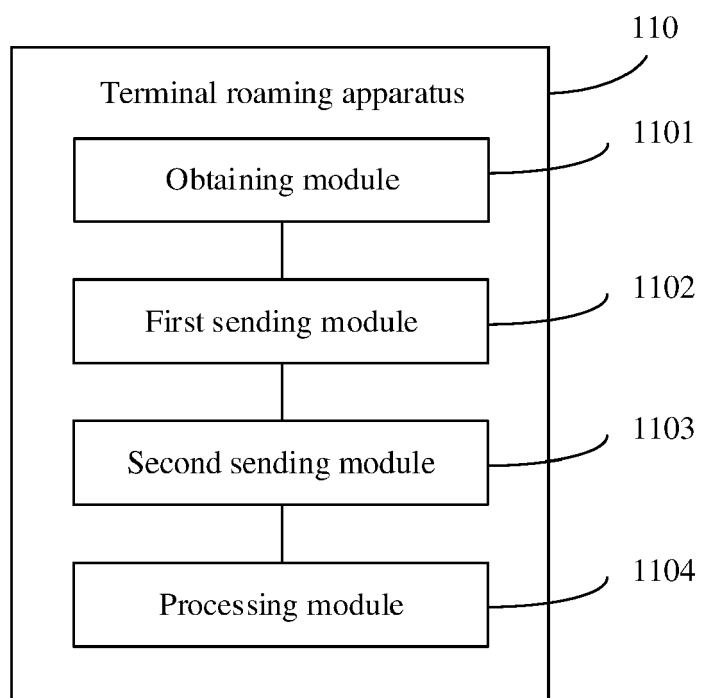 110
Terminal roaming apparatus
1101
Obtaining module
1102
First sending module
1103
Second sending module
1104
Processing module